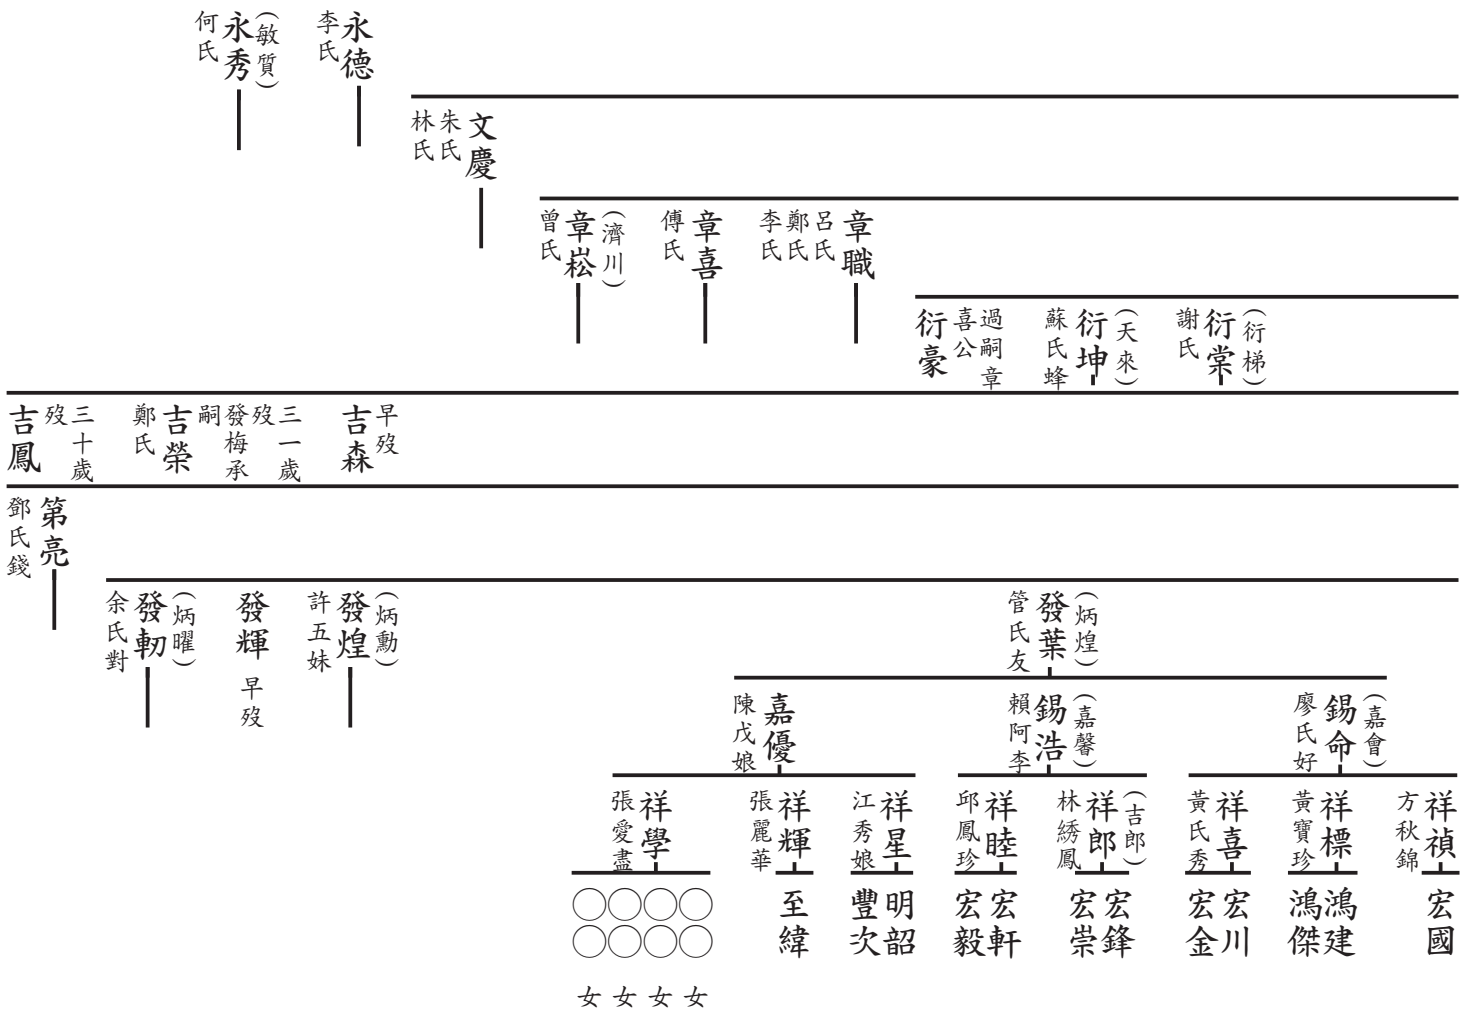 永德
李氏
(敏質)
永秀
何氏
文慶
朱氏
林氏
章職
呂氏
鄭氏
李氏
章喜
傅氏
(濟川)
章崧
曾氏
(衍梯)
衍棠
謝氏
(天來)
衍坤
蘇氏蜂
過嗣章
喜公
衍豪
早歿
吉森
三一歲
歿
發梅承
嗣
吉榮
鄭氏
三十歲
歿
吉鳳
第亮
鄧氏錢
(炳煌)
發葉
管氏友
(炳勳)
發煌
許五妹
發輝
早歿
(炳曜)
發軔
余氏對
(嘉會)
錫命
廖氏好
(嘉馨)
錫浩
賴阿李
嘉優
陳戊娘
祥禎
方秋錦
祥標
黃寶珍
祥喜
黃氏秀
(吉郎)
祥郎
林綉鳳
祥睦
邱鳳珍
祥星
江秀娘
祥輝
張麗華
祥學
張愛盡
宏國
鴻建
鴻傑
宏川
宏金
宏鋒
宏崇
宏軒
宏毅
明韶
豐次
至緯
○○
女
○○
女
○○
女
○○
女